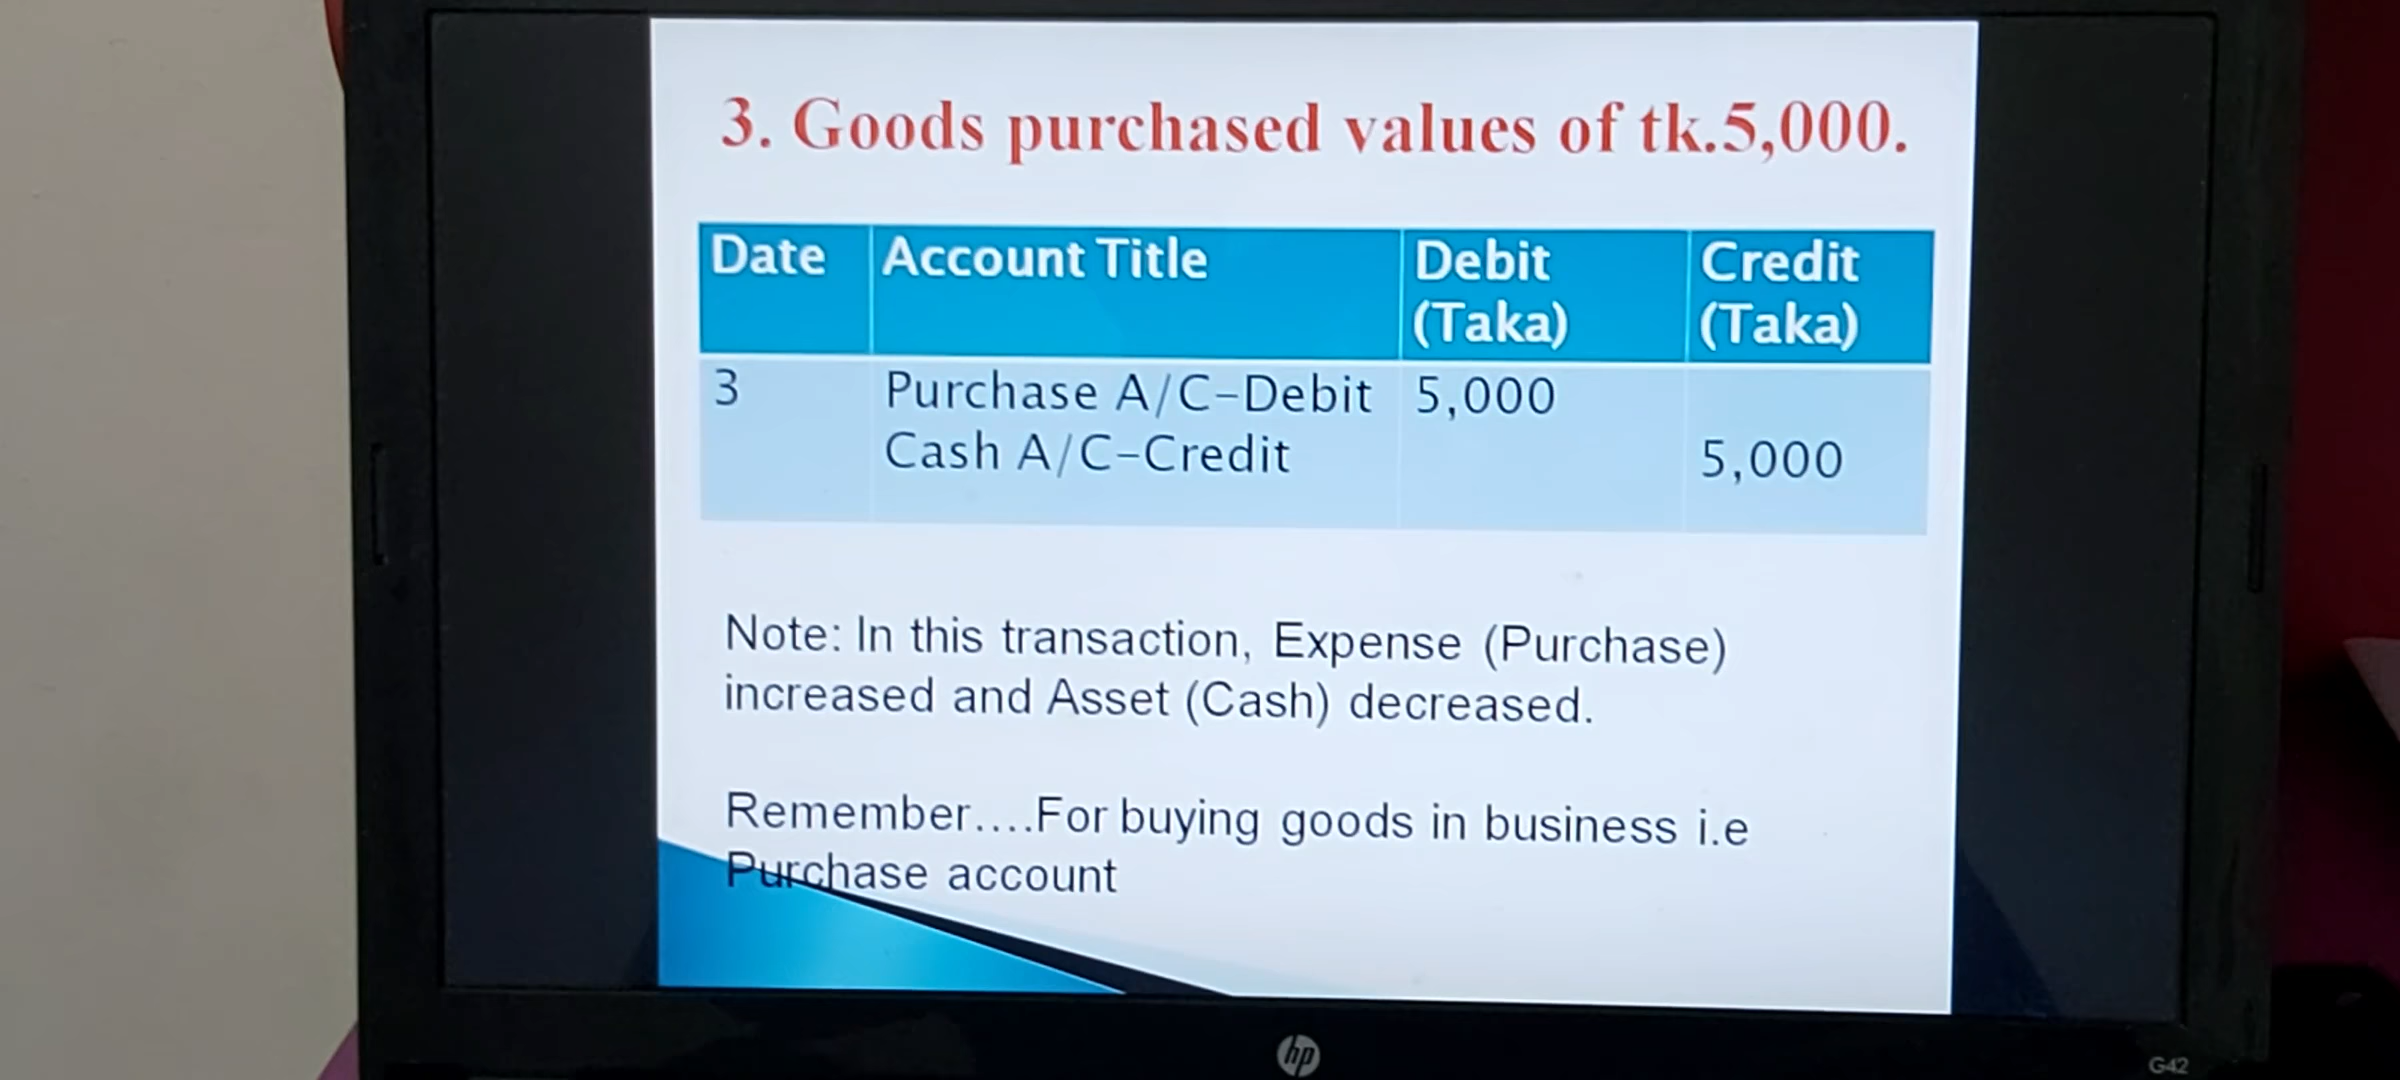 3. Goods purchased values of tk.5,000.
Date Account Title Debit (Taka) Credit (Taka)
3 Purchase A/C-Debit 5,000
Cash A/C-Credit 5,000
Note: In this transaction, Expense (Purchase)
increased and Asset (Cash) decreased.
Remember....For buying goods in business i.e
Purchase account
hp
G42